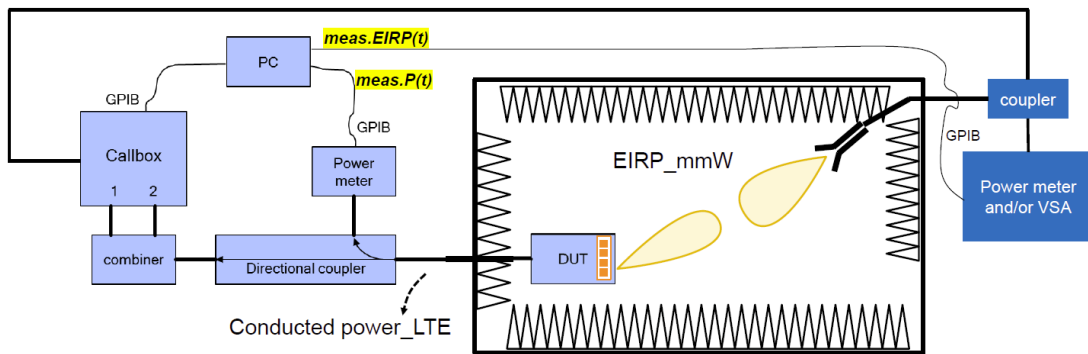 meas.EIRP(t)
PC
meas.P(t)
GPIB
GPIB
coupler
GPIB
Callbox
1 2
Power
meter
EIRP_mmW
Power meter
and/or VSA
combiner
Directional coupler
DUT
Conducted power_LTE